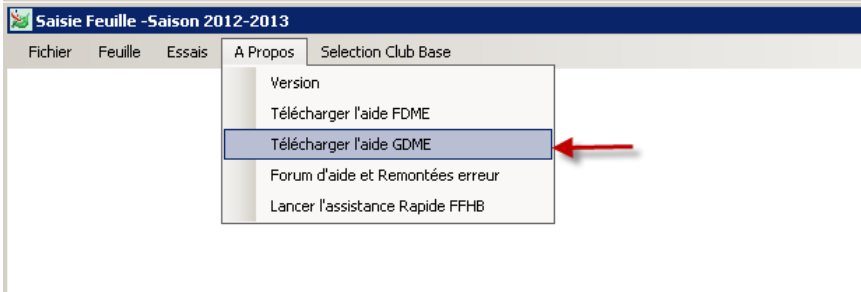 Saisie Feuille -Saison 2012-2013
Fichier Feuille Essais A Propos Selection Club Base
Version
Télécharger l'aide FDME
Télécharger l'aide GDME
Forum d'aide et Remontées erreur
Lancer l'assistance Rapide FFHB